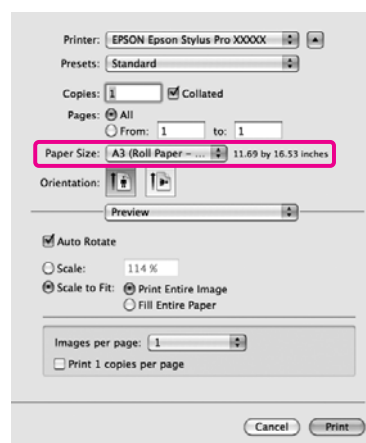 Printer: EPSON Epson Stylus Pro XXXXX
Presets: Standard
Copies: 1 Collated
Pages: All
From: 1 to: 1
Paper Size: A3 (Roll Paper – ... 11.69 by 16.53 inches
Orientation:
Preview
Auto Rotate
Scale: 114 %
Scale to Fit: Print Entire Image
Fill Entire Paper
Images per page: 1
Print 1 copies per page
Cancel Print